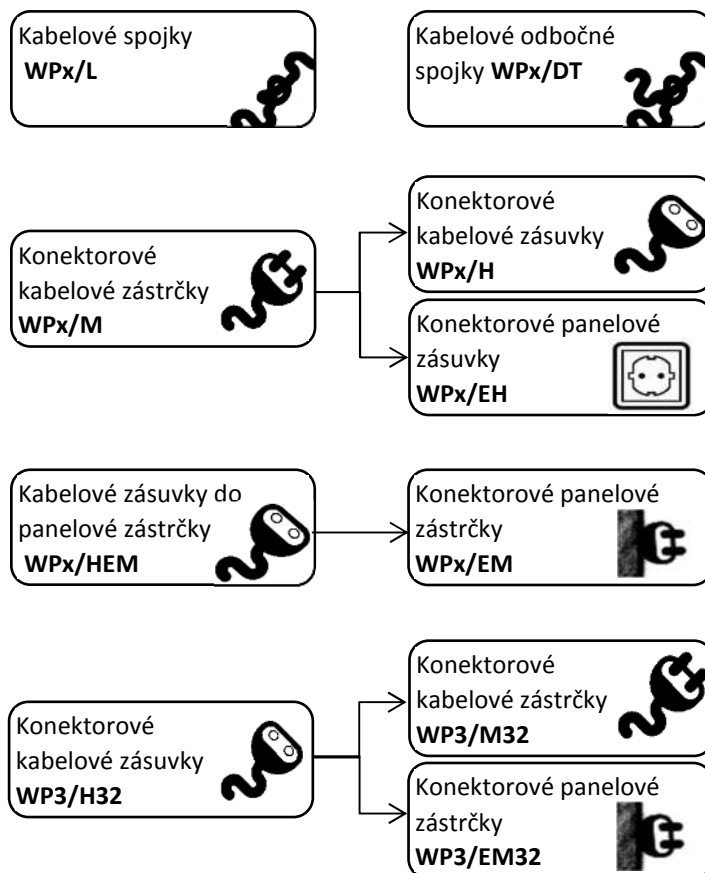 Kabelové spojky
WPx/L
Kabelové odbočné
spojky WPx/DT
Konektorové
kabelové zástrčky
WPx/M
Konektorové
kabelové zásuvky
WPx/H
Konektorové panelové
zásuvky
WPx/EH
Kabelové zásuvky do
panelové zástrčky
WPx/HEM
Konektorové panelové
zástrčky
WPx/EM
Konektorové
kabelové zásuvky
WP3/H32
Konektorové
kabelové zástrčky
WP3/M32
Konektorové panelové
zástrčky
WP3/EM32